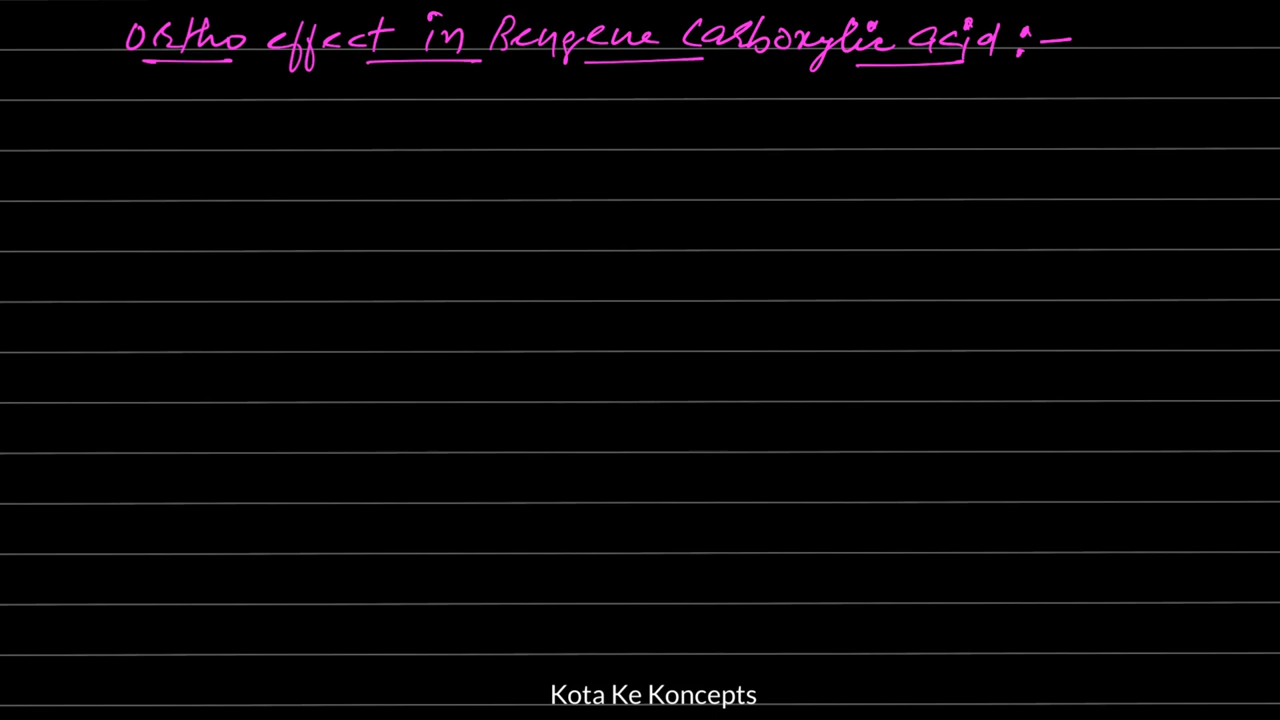 Ortho effect in Benzene Carboxylic acid :-
Kota Ke Koncepts